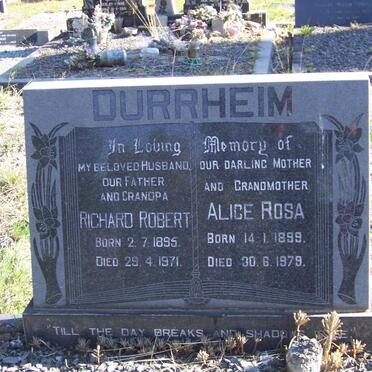 DURRHEIM
In Loving Memory of
MY BELOVED HUSBAND,
OUR FATHER
AND GRANDPA
RICHARD ROBERT
BORN 2.7.1895.
DIED 29.4.1971.
OUR DARLING MOTHER
AND GRANDMOTHER
ALICE ROSA
BORN 14.1.1899.
DIED 30.6.1979.
"TILL THE DAY BREAKS AND